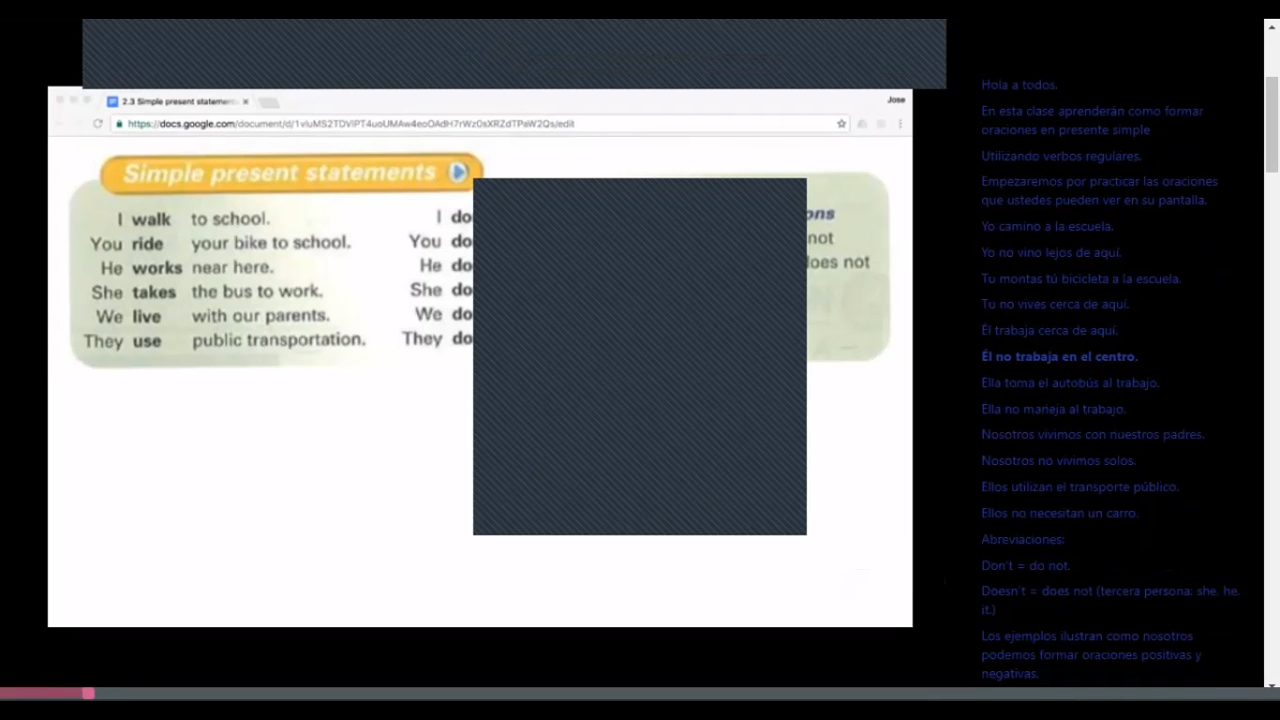 2.3 Simple present statemen
Jose
https://docs.google.com/document/d/1vIuMS2TDVIPT4uoUMAw4eoOAdH7rWz0sXRZdTPaW2Qs/edit
Simple present statements
I walk to school.
You ride your bike to school.
He works near here.
She takes the bus to work.
We live with our parents.
They use public transportation.
I do
You do
He do
She do
We do
They do
ons
not
does not
Hola a todos.
En esta clase aprenderán como formar
oraciones en presente simple
Utilizando verbos regulares.
Empezaremos por practicar las oraciones
que ustedes pueden ver en su pantalla.
Yo camino a la escuela.
Yo no vino lejos de aquí.
Tu montas tú bicicleta a la escuela.
Tu no vives cerca de aquí.
Él trabaja cerca de aquí.
Él no trabaja en el centro.
Ella toma el autobús al trabajo.
Ella no maneja al trabajo.
Nosotros vivimos con nuestros padres.
Nosotros no vivimos solos.
Ellos utilizan el transporte público.
Ellos no necesitan un carro.
Abreviaciones:
Don't = do not.
Doesn't = does not (tercera persona: she, he,
it.)
Los ejemplos ilustran como nosotros
podemos formar oraciones positivas y
negativas.